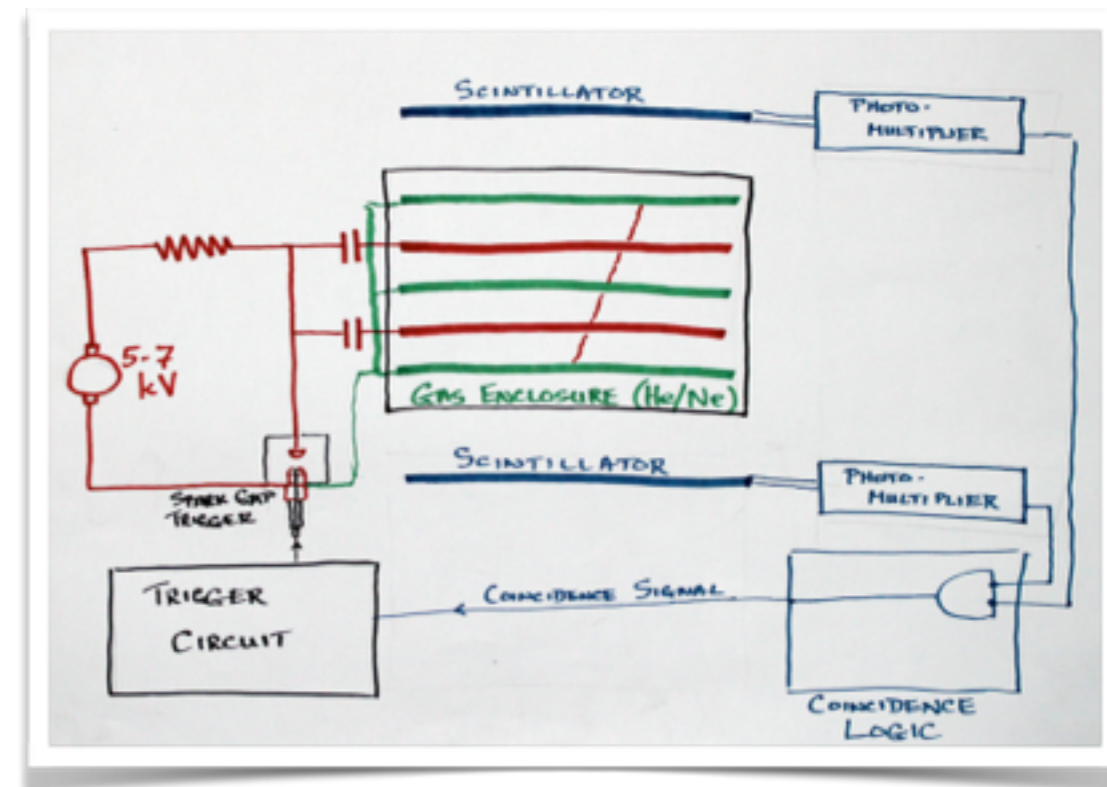 SCINTILLATOR
PHOTO-
MULTIPLIER
5-7
kV
GAS ENCLOSURE (He/Ne)
SCINTILLATOR
PHOTO-
MULTIPLIER
SPARK GAP
TRIGGER
TRIGGER
CIRCUIT
COINCIDENCE SIGNAL
COINCIDENCE
LOGIC